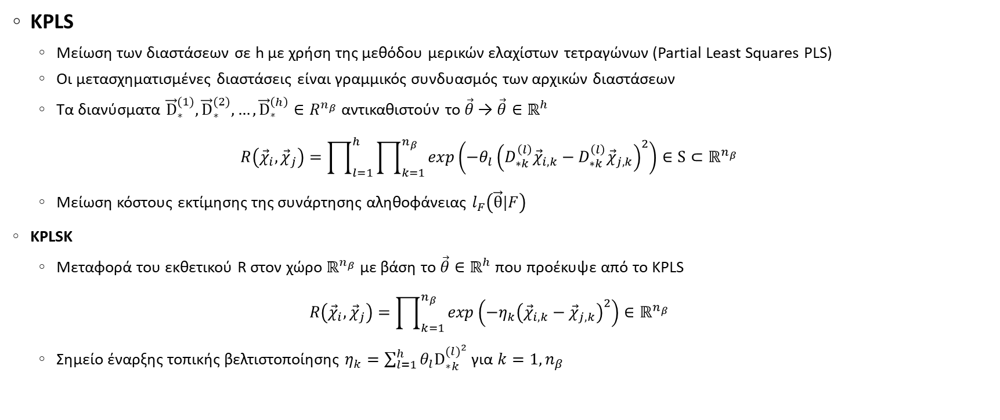 ◦ KPLS
◦ Μείωση των διαστάσεων σε h με χρήση της μεθόδου μερικών ελαχίστων τετραγώνων (Partial Least Squares PLS)
◦ Οι μετασχηματισμένες διαστάσεις είναι γραμμικός συνδυασμός των αρχικών διαστάσεων
◦ Τα διανύσματα $\vec{\mathrm{D}}_*^{(1)}, \vec{\mathrm{D}}_*^{(2)}, \ldots, \vec{\mathrm{D}}_*^{(h)} \in R^{n_\beta}$ αντικαθιστούν το $\vec{\theta} \rightarrow \vec{\theta} \in \mathbb{R}^h$
$R(\vec{\chi}_i, \vec{\chi}_j) = \prod_{l=1}^{h} \prod_{k=1}^{n_\beta} exp\left(-\theta_l \left(D_{*k}^{(l)} \vec{\chi}_{i,k} - D_{*k}^{(l)} \vec{\chi}_{j,k}\right)^2\right) \in \mathrm{S} \subset \mathbb{R}^{n_\beta}$
◦ Μείωση κόστους εκτίμησης της συνάρτησης αληθοφάνειας $l_F(\vec{\theta}|F)$
◦ KPLSK
◦ Μεταφορά του εκθετικού R στον χώρο $\mathbb{R}^{n_\beta}$ με βάση το $\vec{\theta} \in \mathbb{R}^h$ που προέκυψε από το KPLS
$R(\vec{\chi}_i, \vec{\chi}_j) = \prod_{k=1}^{n_\beta} exp\left(-\eta_k (\vec{\chi}_{i,k} - \vec{\chi}_{j,k})^2\right) \in \mathbb{R}^{n_\beta}$
◦ Σημείο έναρξης τοπικής βελτιστοποίησης $\eta_k = \sum_{l=1}^{h} \theta_l {\mathrm{D}_{*k}^{(l)}}^2$ για $k = 1, n_\beta$